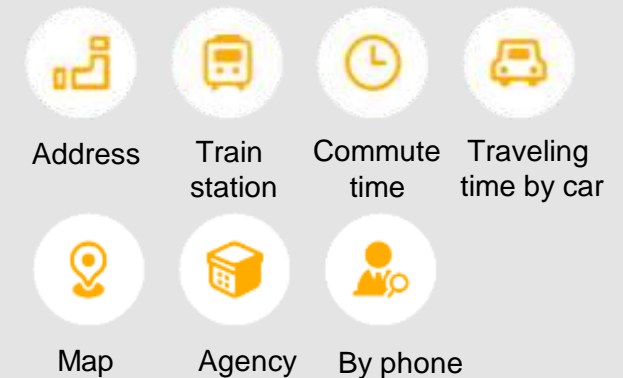 Address
Train
station
Commute
time
Traveling
time by car
Map
Agency
By phone